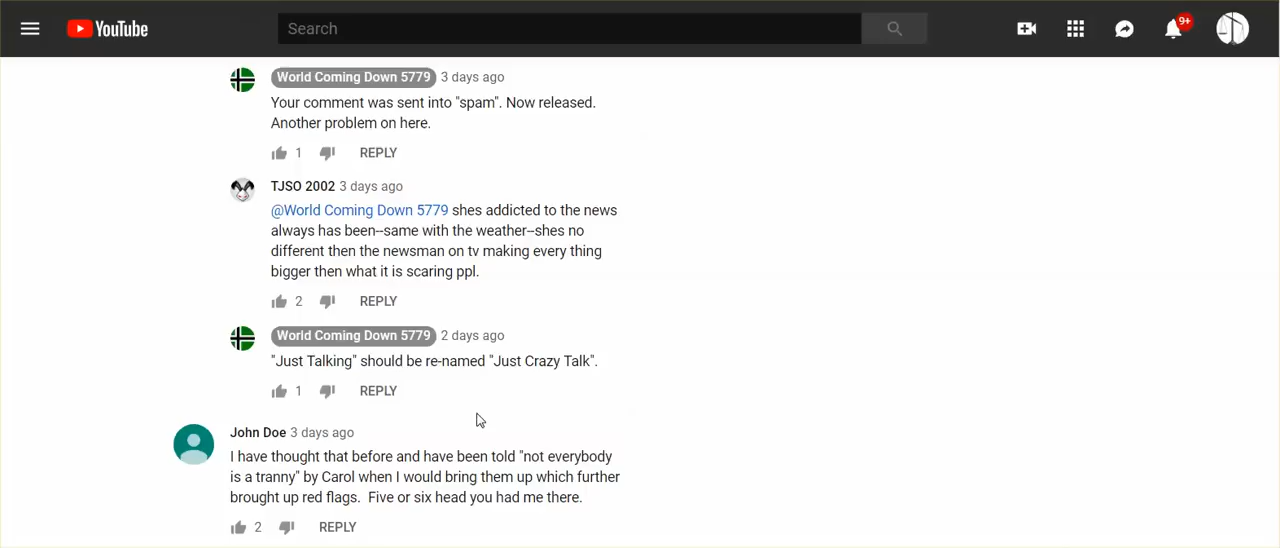 YouTube
Search
9+
World Coming Down 5779 3 days ago
Your comment was sent into "spam". Now released.
Another problem on here.
1 REPLY
TJSO 2002 3 days ago
@World Coming Down 5779 shes addicted to the news
always has been--same with the weather--shes no
different then the newsman on tv making every thing
bigger then what it is scaring ppl.
2 REPLY
World Coming Down 5779 2 days ago
"Just Talking" should be re-named "Just Crazy Talk".
1 REPLY
John Doe 3 days ago
I have thought that before and have been told "not everybody
is a tranny" by Carol when I would bring them up which further
brought up red flags.  Five or six head you had me there.
2 REPLY